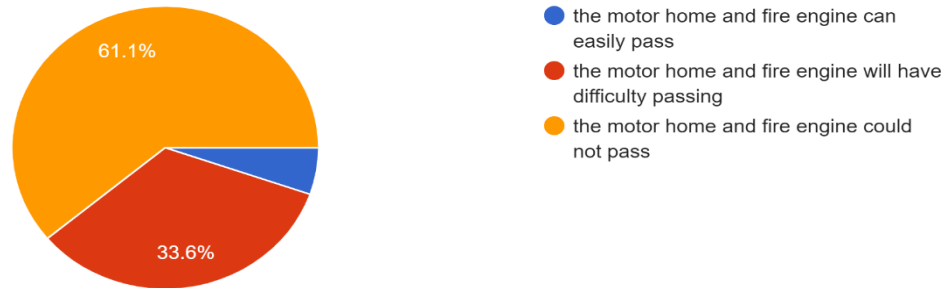 61.1%
33.6%
the motor home and fire engine can
easily pass
the motor home and fire engine will have
difficulty passing
the motor home and fire engine could
not pass